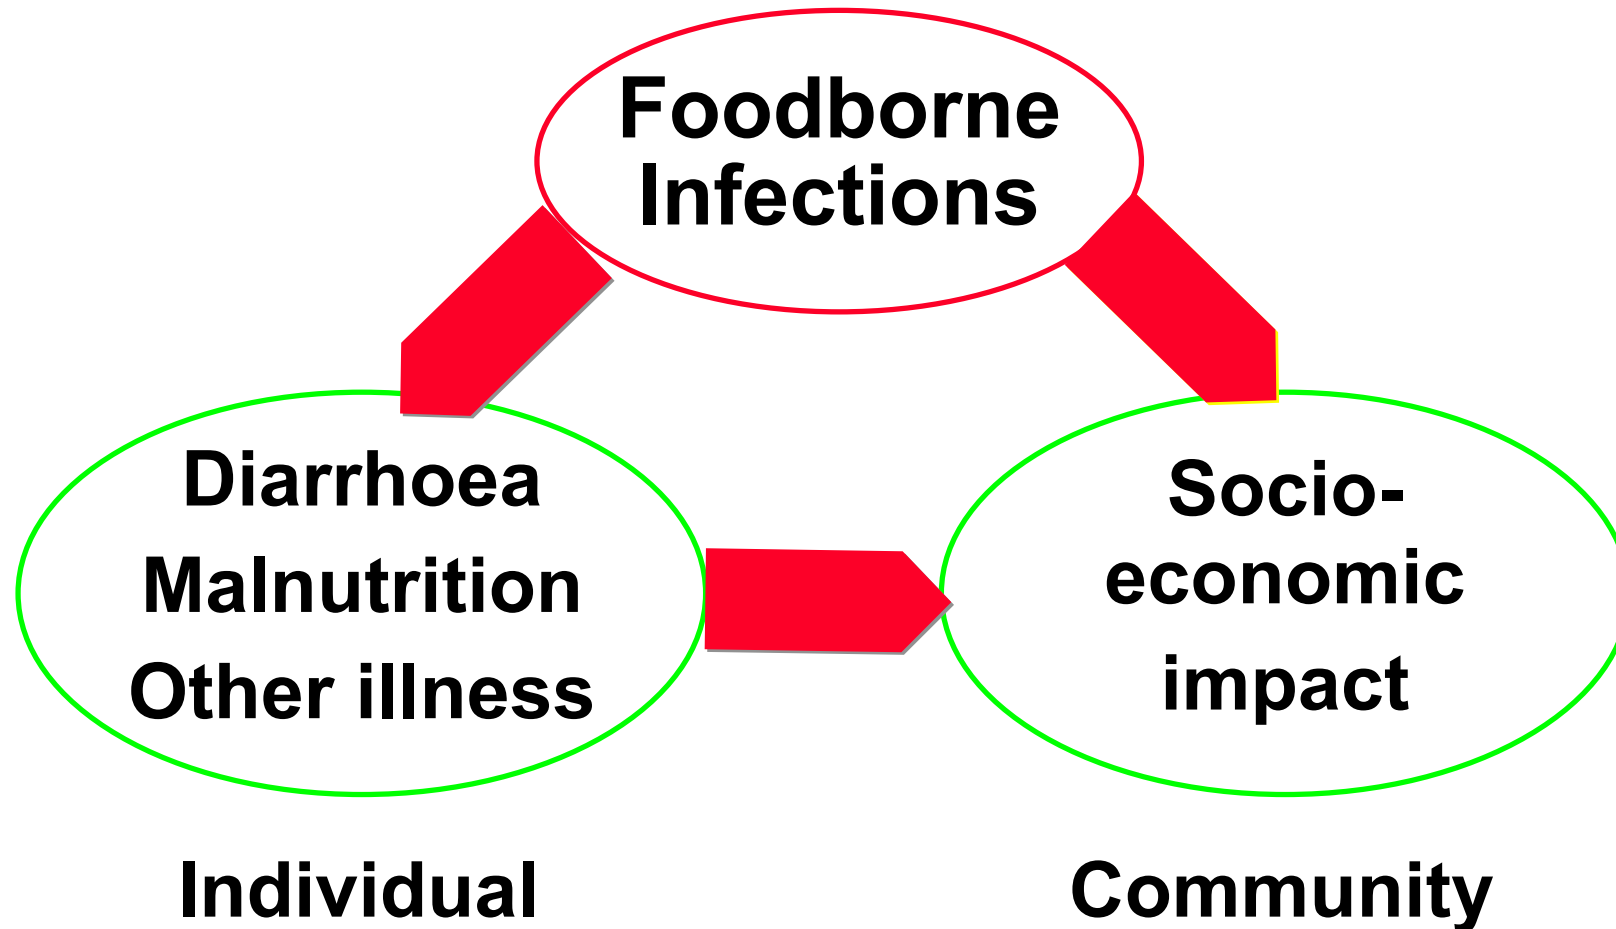 Foodborne
Infections
Diarrhoea
Malnutrition
Other illness
Socio-
economic
impact
Individual
Community